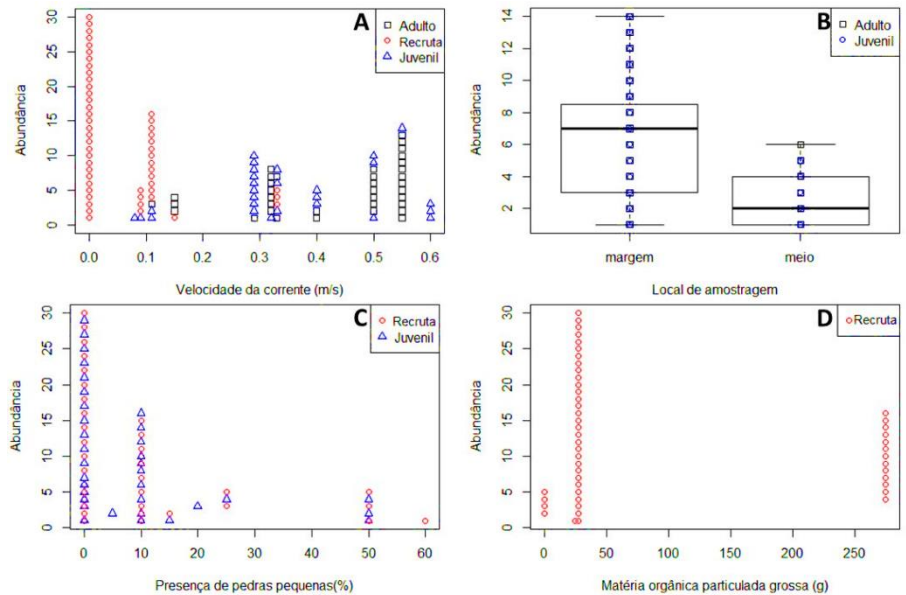 A
Adulto
Recruta
Juvenil
Abundância
30
25
20
15
10
5
0
0.0 0.1 0.2 0.3 0.4 0.5 0.6
Velocidade da corrente (m/s)
B
Adulto
Juvenil
Abundância
14
12
10
8
6
4
2
margem meio
Local de amostragem
C
Recruta
Juvenil
Abundância
30
25
20
15
10
5
0
0 10 20 30 40 50 60
Presença de pedras pequenas(%)
D
Recruta
Abundância
30
25
20
15
10
5
0
0 50 100 150 200 250
Matéria orgânica particulada grossa (g)